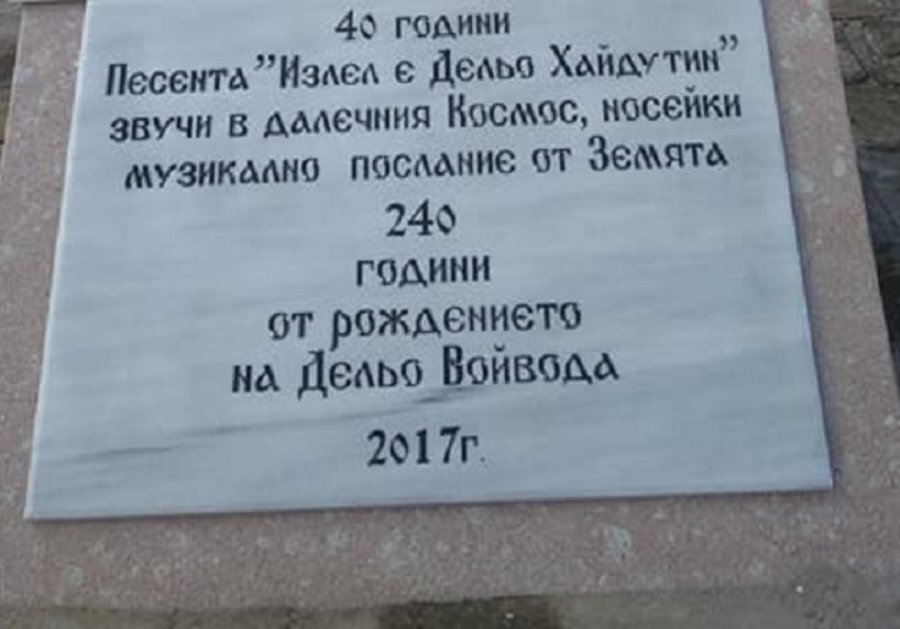 40 години
Песента "Излел е Дельо Хайдутин"
звучи в далечния Космос, носейки
музикално послание от Земята
240
години
от рождението
на Дельо Войвода
2017г.